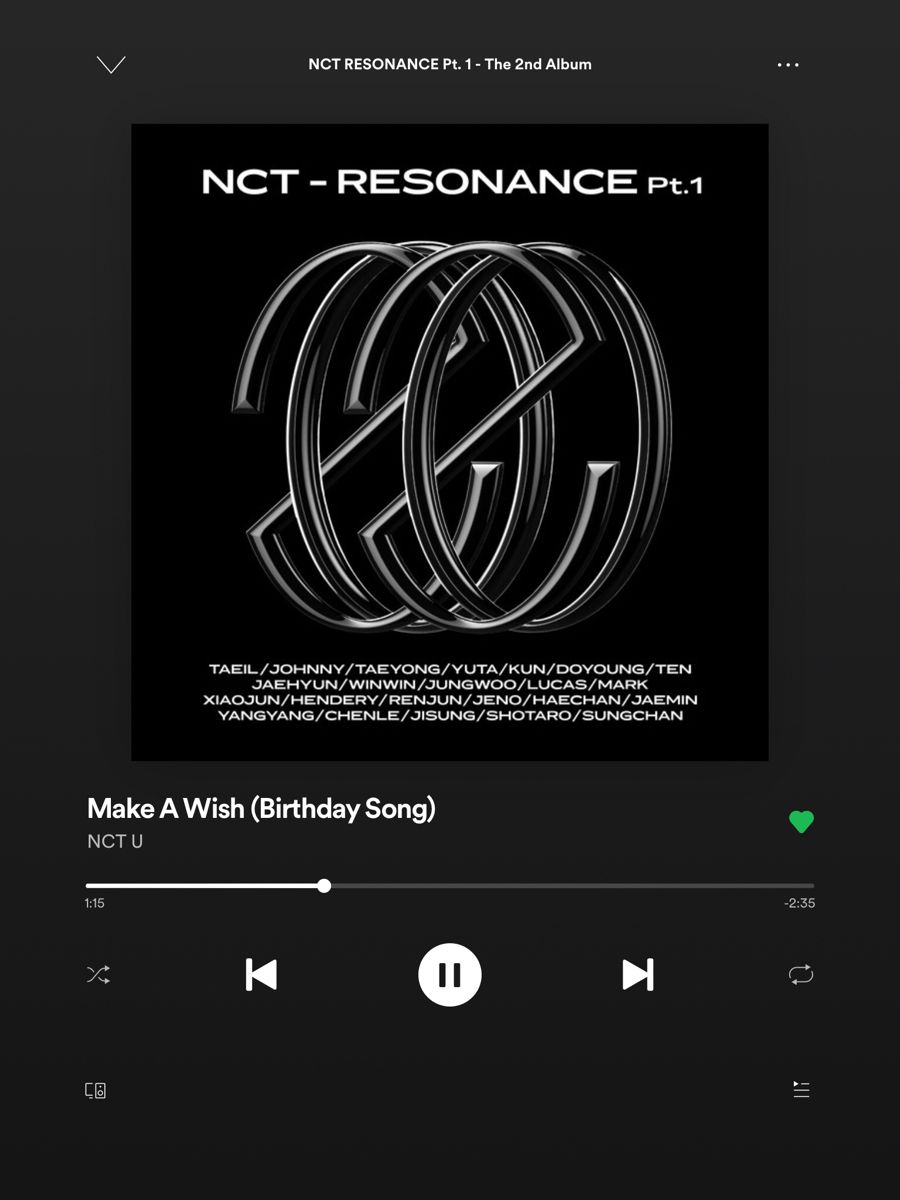 NCT RESONANCE Pt. 1 - The 2nd Album
NCT - RESONANCE Pt.1
TAEIL/JOHNNY/TAEYONG/YUTA/KUN/DOYOUNG/TEN
JAEHYUN/WINWIN/JUNGWOO/LUCAS/MARK
XIAOJUN/HENDERY/RENJUN/JENO/HAECHAN/JAEMIN
YANGYANG/CHENLE/JISUNG/SHOTARO/SUNGCHAN
Make A Wish (Birthday Song)
NCT U
1:15
-2:35